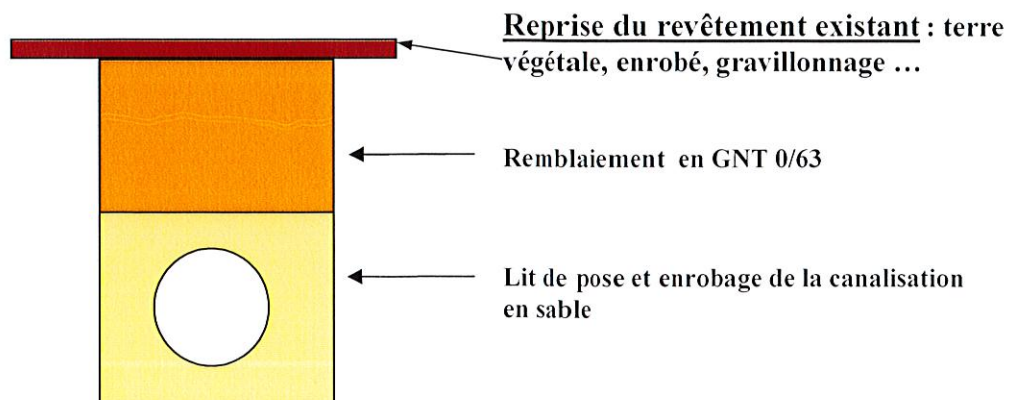 Reprise du revêtement existant : terre
végétale, enrobé, gravillonnage ...
Remblaiement en GNT 0/63
Lit de pose et enrobage de la canalisation
en sable